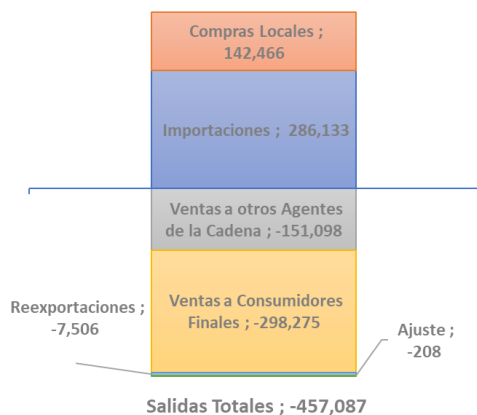 Compras Locales ;
142,466
Importaciones ; 286,133
Ventas a otros Agentes
de la Cadena ; -151,098
Reexportaciones ;
-7,506
Ventas a Consumidores
Finales ; -298,275
Ajuste ;
-208
Salidas Totales ; -457,087